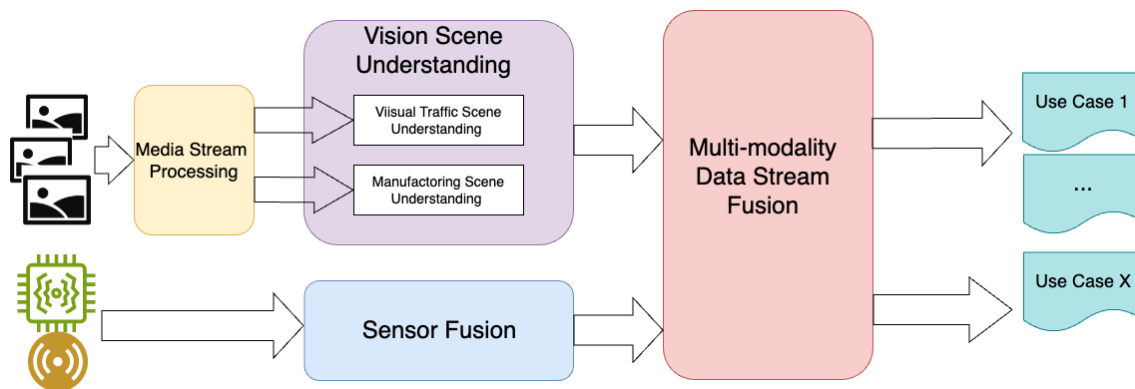 Vision Scene
Understanding
Media Stream
Processing
Viisual Traffic Scene
Understanding
Manufactoring Scene
Understanding
Sensor Fusion
Multi-modality
Data Stream
Fusion
Use Case 1
...
Use Case X